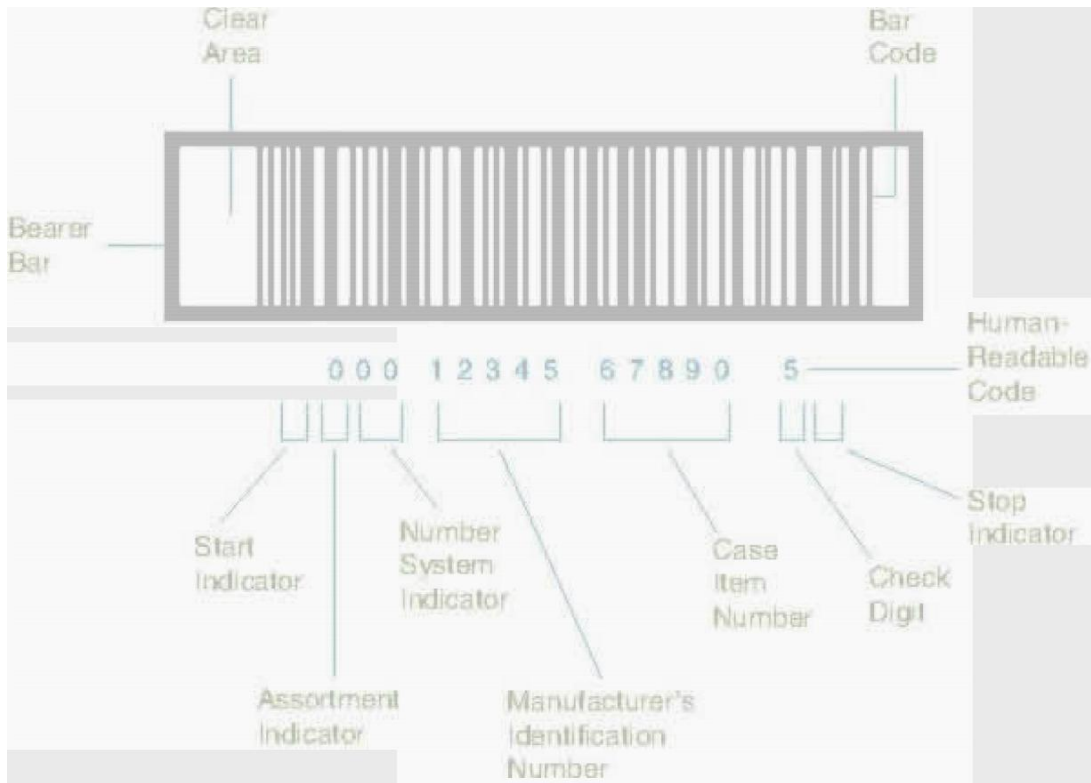 Clear
Area
Bar
Code
Bearer
Bar
Human-
Readable
Code
0 0 0 1 2 3 4 5 6 7 8 9 0 5
Start
Indicator
Number
System
Indicator
Case
Item
Number
Check
Digit
Stop
Indicator
Assortment
Indicator
Manufacturer's
Identification
Number